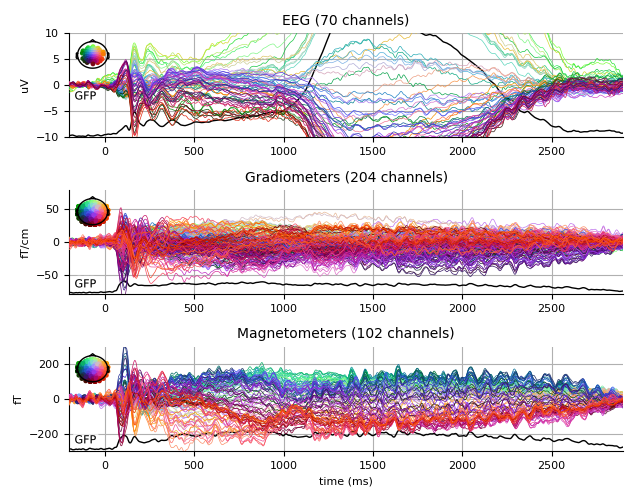 EEG (70 channels)
10
5
0
−5
−10
uV
GFP
0 500 1000 1500 2000 2500
Gradiometers (204 channels)
50
0
−50
fT/cm
GFP
0 500 1000 1500 2000 2500
Magnetometers (102 channels)
200
0
−200
fT
GFP
0 500 1000 1500 2000 2500
time (ms)